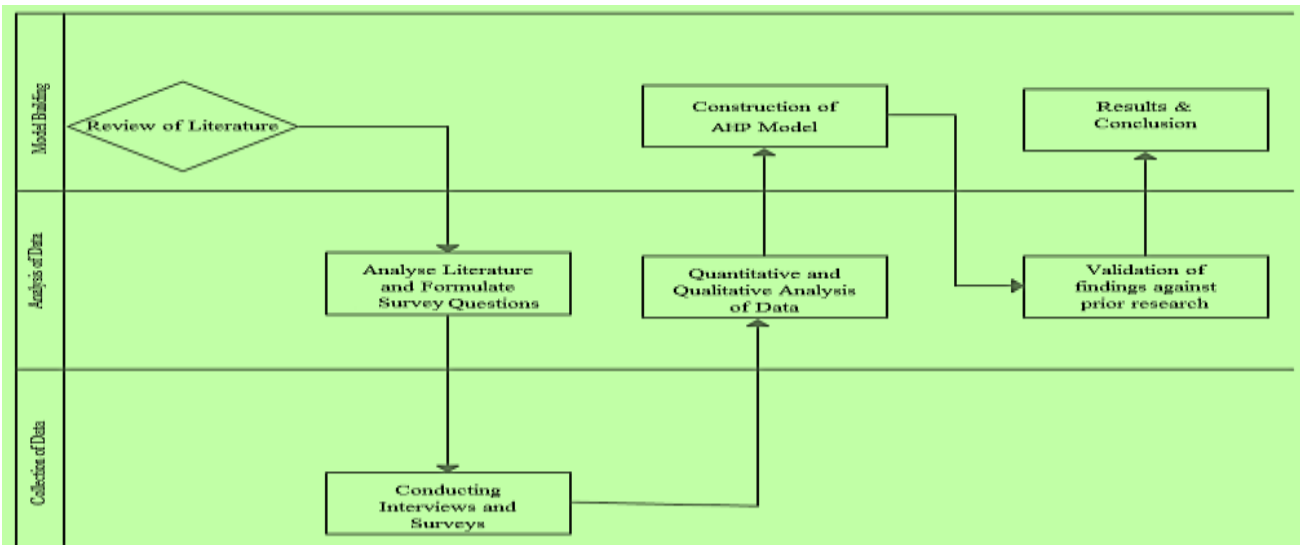 Model Building
Review of Literature
Construction of
AHP Model
Results &
Conclusion
Analysis of Data
Analyse Literature
and Formulate
Survey Questions
Quantitative and
Qualitative Analysis
of Data
Validation of
findings against
prior research
Collection of Data
Conducting
Interviews and
Surveys